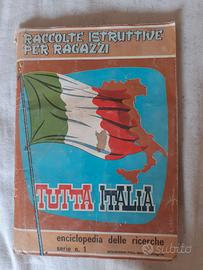 RACCOLTE ISTRUTTIVE
PER RAGAZZI
TUTTA ITALIA
enciclopedia delle ricerche
serie n. 1
subito